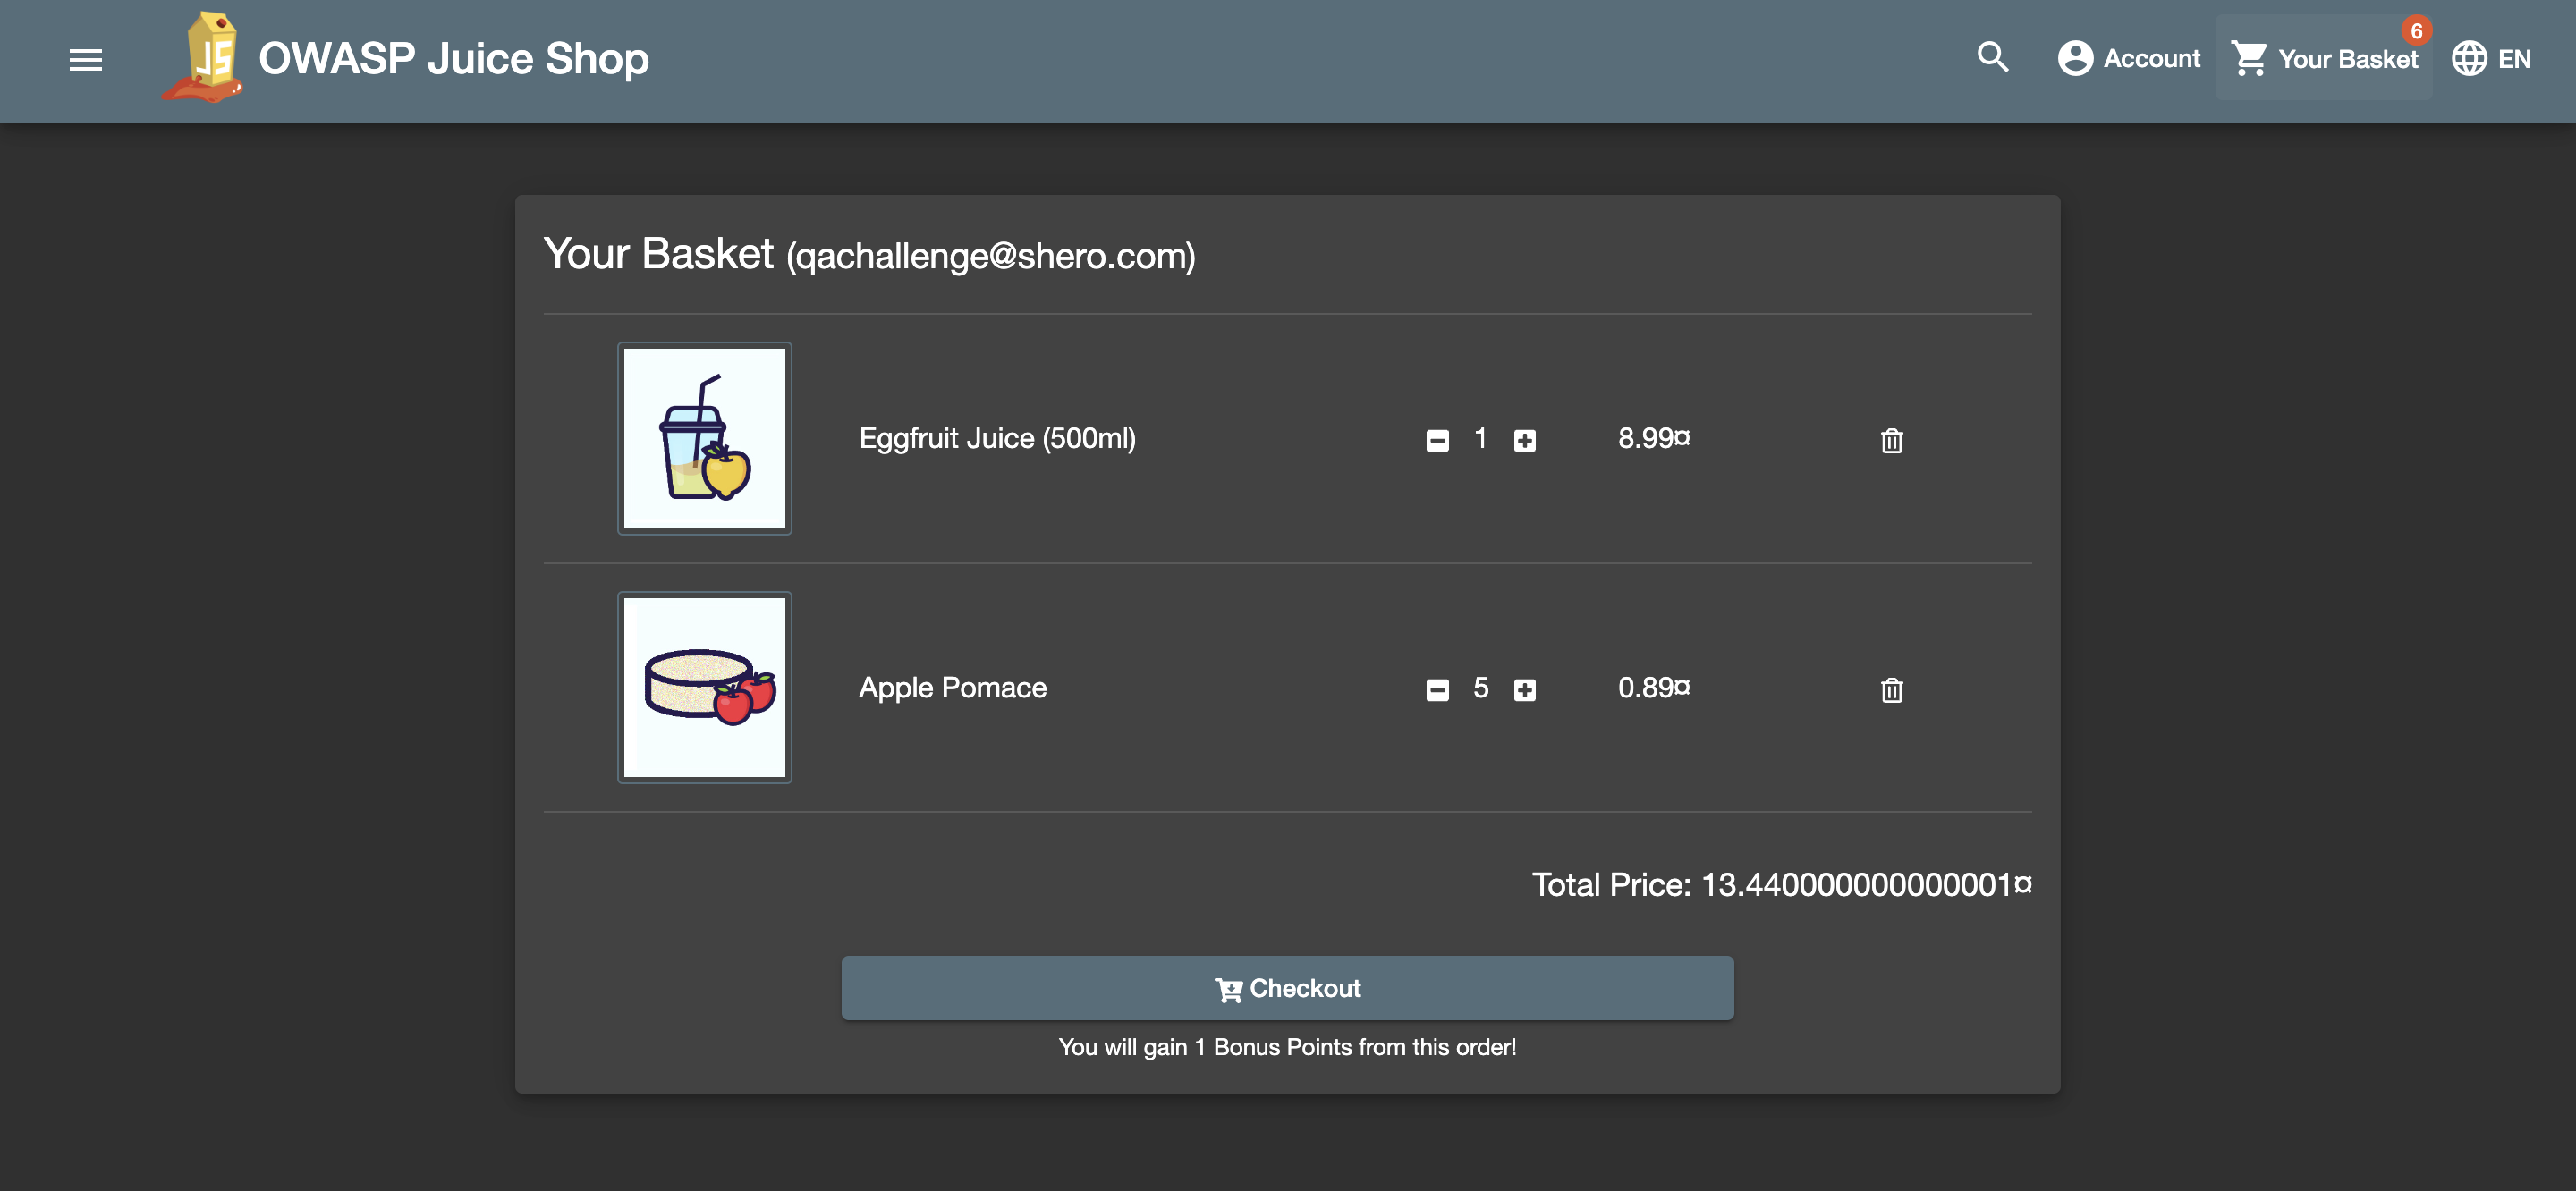 JS
OWASP Juice Shop
Account
Your Basket
6
EN
Your Basket (qachallenge@shero.com)
Eggfruit Juice (500ml) 1 8.99¤
Apple Pomace 5 0.89¤
Total Price: 13.440000000000001¤
Checkout
You will gain 1 Bonus Points from this order!